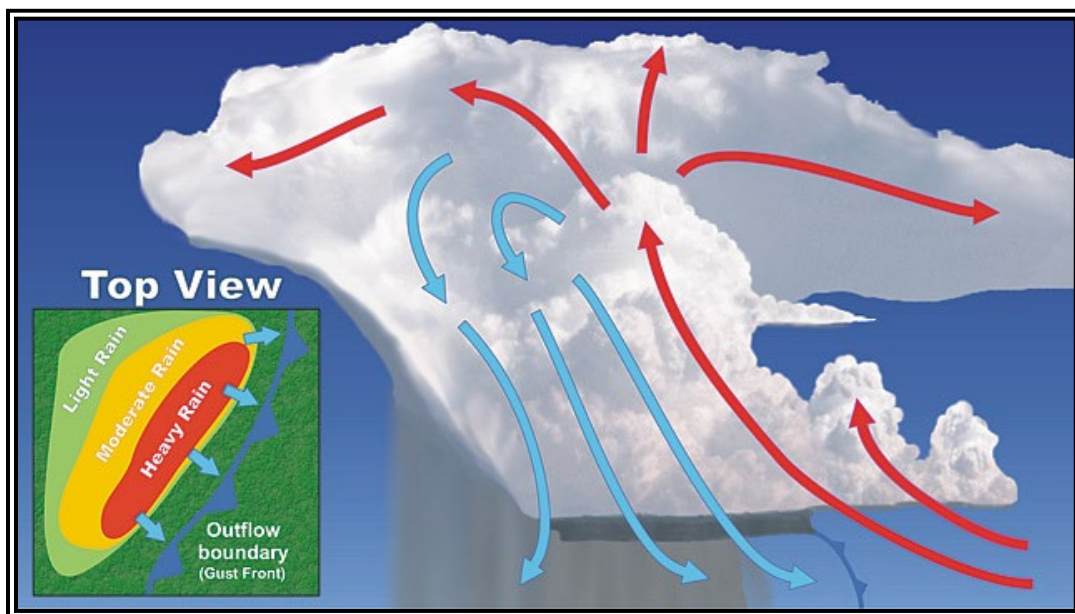 Top View
Light Rain
Moderate Rain
Heavy Rain
Outflow
boundary
(Gust Front)